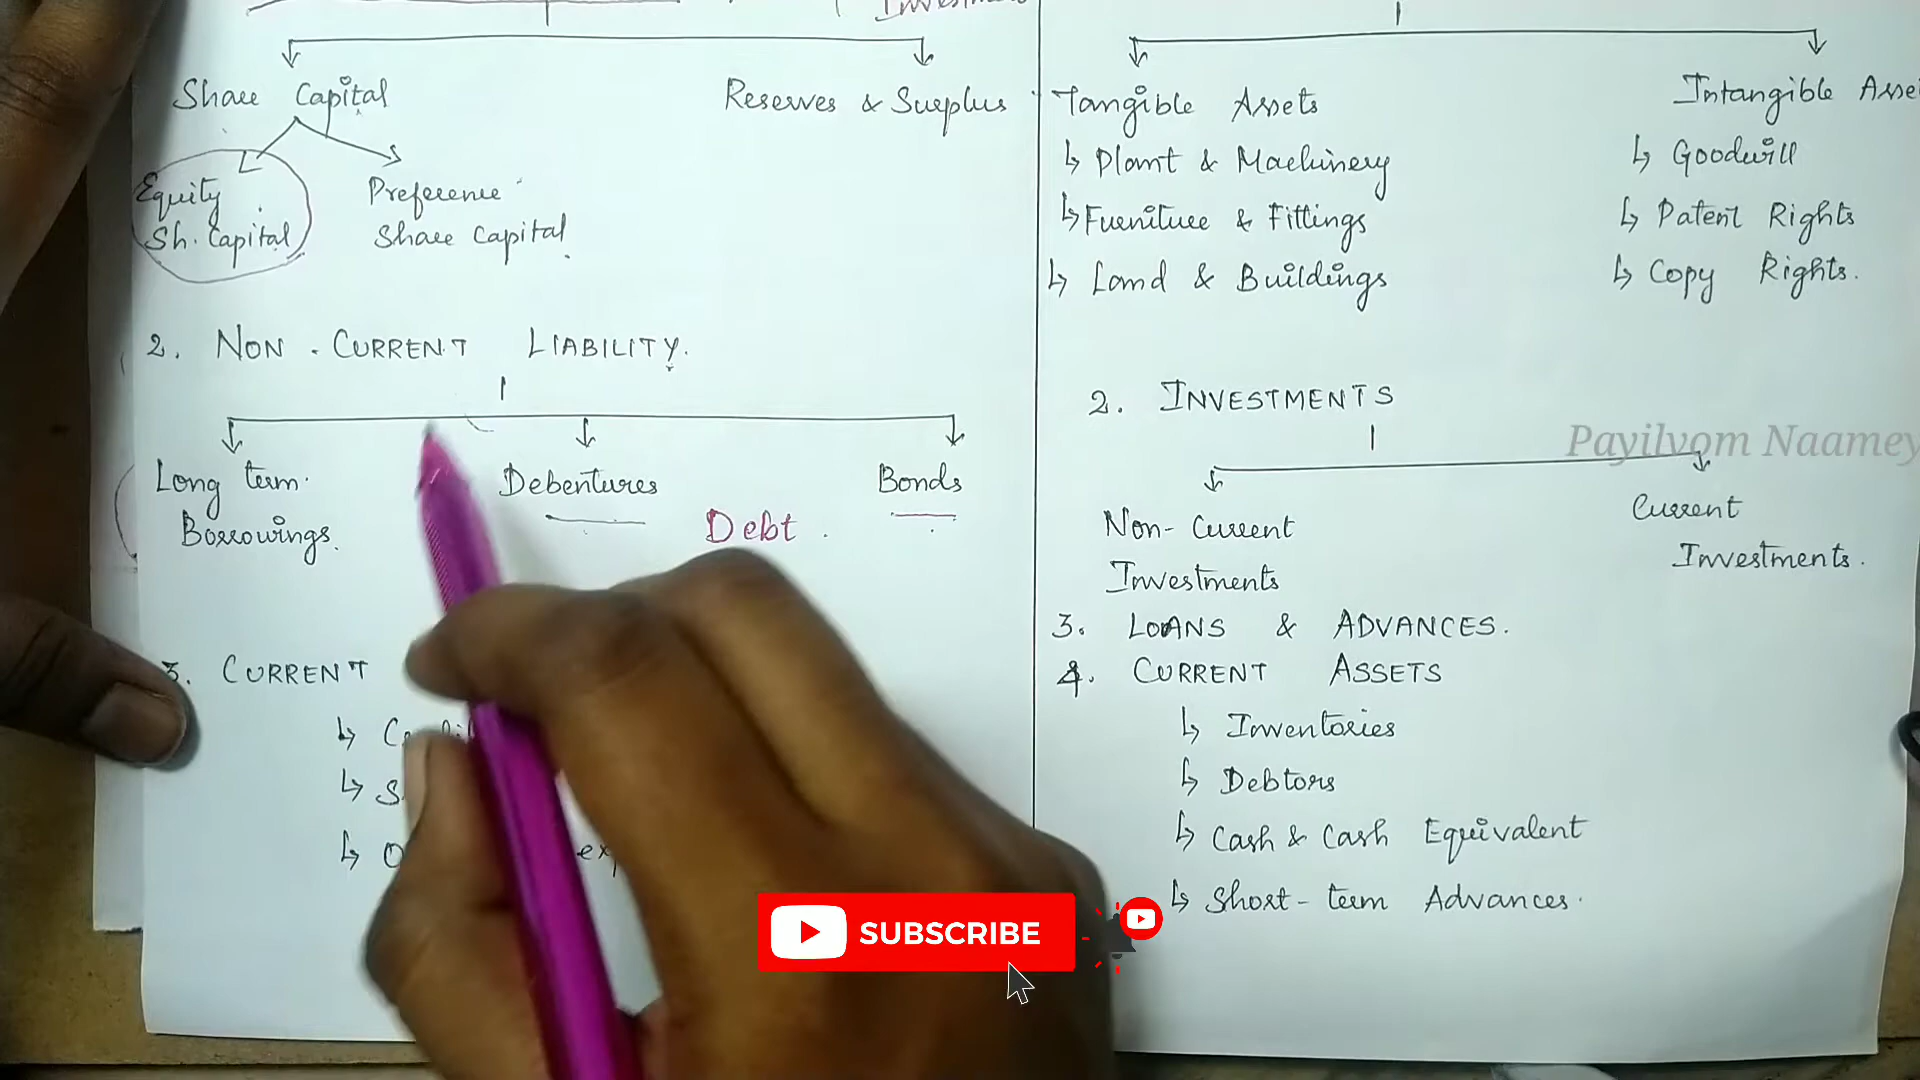 Share Capital
Reserves & Surplus
Equity
Sh. Capital
Preference
Share Capital
2. NON-CURRENT LIABILITY.
Long term
Borrowings.
Debentures
Debt
Bonds
3. CURRENT
Tangible Assets
↳ Plant & Machinery
↳ Furniture & Fittings
↳ Land & Buildings
Intangible
↳ Goodwill
↳ Patent Rights
↳ Copy Rights.
2. INVESTMENTS
Payilvom Naamey
Non-Current
Investments
Current
Investments.
3. LOANS & ADVANCES.
4. CURRENT ASSETS
↳ Inventories
↳ Debtors
↳ Cash & Cash Equivalent
↳ Short-term Advances.
SUBSCRIBE